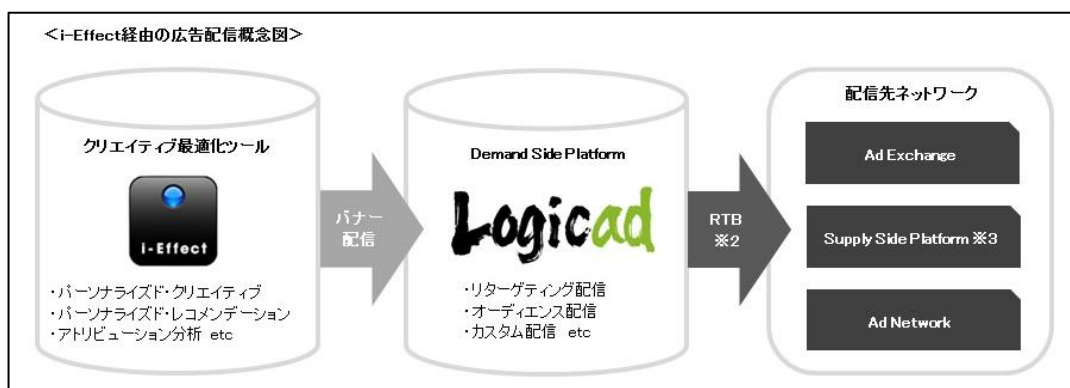 ＜i-Effect経由の広告配信概念図＞
クリエイティブ最適化ツール
i-Effect
・パーソナライズド・クリエイティブ
・パーソナライズド・レコメンデーション
・アトリビューション分析 etc
バナー
配信
Demand Side Platform
Logicad
・リターゲティング配信
・オーディエンス配信
・カスタム配信 etc
RTB
※2
配信先ネットワーク
Ad Exchange
Supply Side Platform ※3
Ad Network